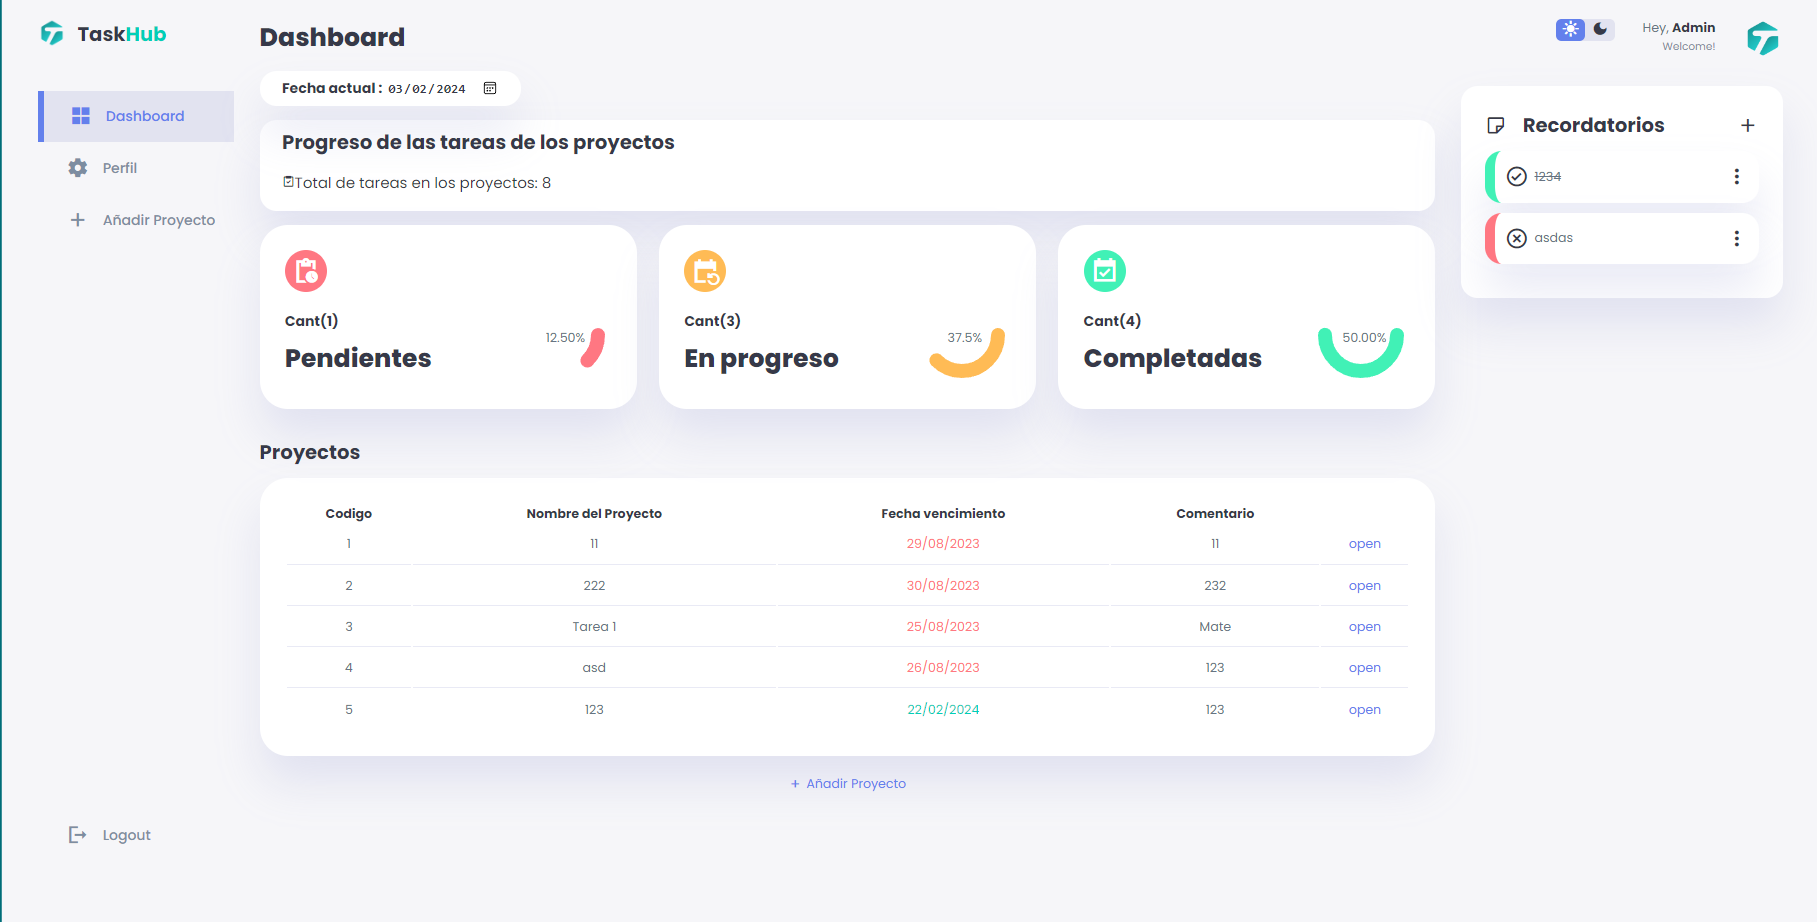 TaskHub
Dashboard
Perfil
Añadir Proyecto
Logout
Dashboard
Fecha actual : 03/02/2024
Progreso de las tareas de los proyectos
Total de tareas en los proyectos: 8
Cant(1)
Pendientes
12.50%
Cant(3)
En progreso
37.5%
Cant(4)
Completadas
50.00%
Proyectos
Codigo Nombre del Proyecto Fecha vencimiento Comentario
1 11 29/08/2023 11 open
2 222 30/08/2023 232 open
3 Tarea 1 25/08/2023 Mate open
4 asd 26/08/2023 123 open
5 123 22/02/2024 123 open
+ Añadir Proyecto
Hey, Admin
Welcome!
Recordatorios +
1234
asdas